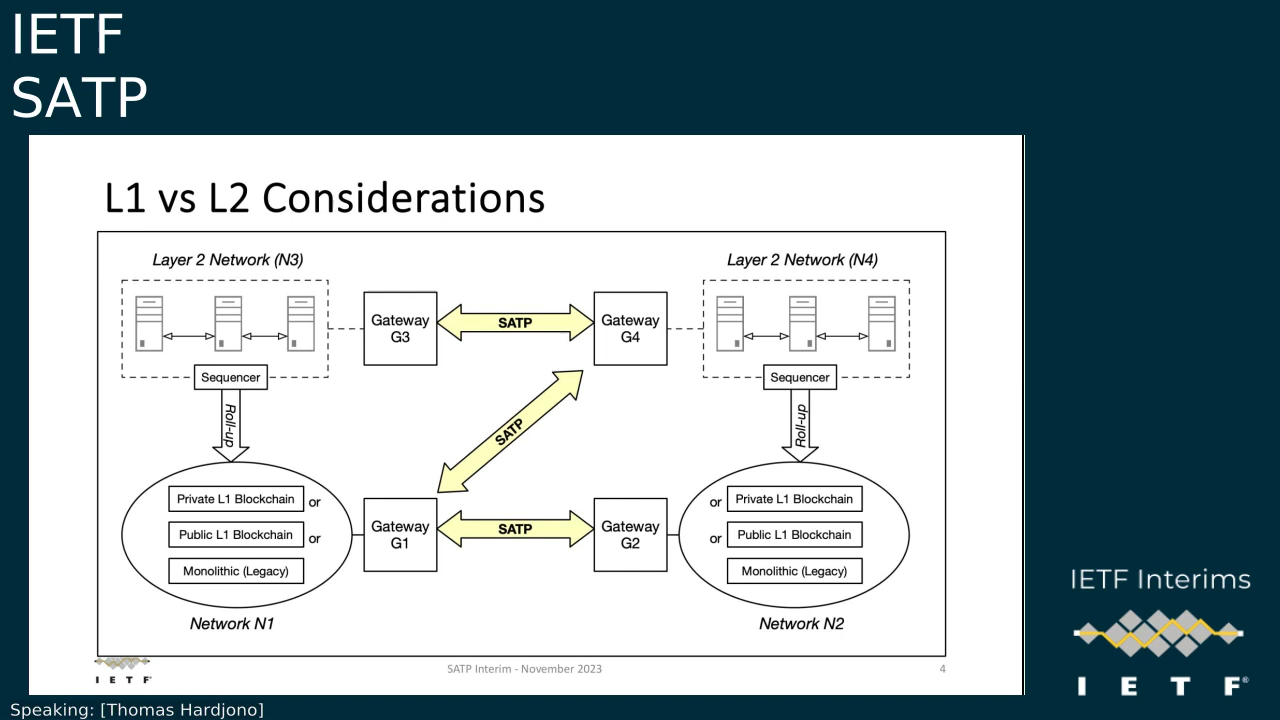 IETF
SATP
L1 vs L2 Considerations
Layer 2 Network (N3)
Layer 2 Network (N4)
Gateway
G3
SATP
Gateway
G4
Sequencer
Sequencer
Roll-up
SATP
Roll-up
Private L1 Blockchain or
Public L1 Blockchain or
Monolithic (Legacy)
Gateway
G1
SATP
Gateway
G2
or Private L1 Blockchain
or Public L1 Blockchain
Monolithic (Legacy)
Network N1
Network N2
I E T F
SATP Interim - November 2023
4
IETF Interims
I E T F®
Speaking: [Thomas Hardjono]